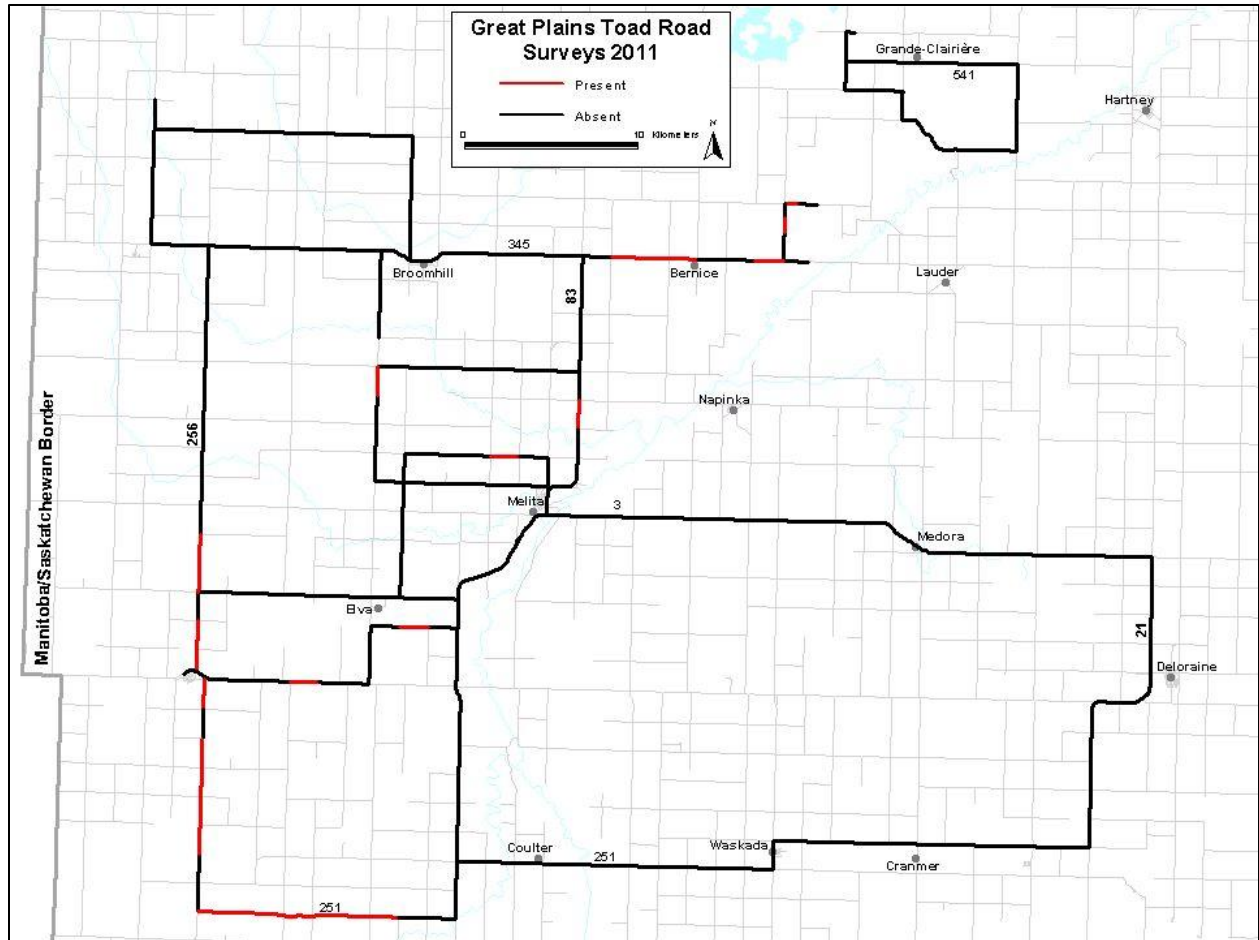 Great Plains Toad Road
Surveys 2011
Present
Absent
0 10 Kilometers
N
Grande-Clairière
541
Hartney
345
Broomhill
Bernice
Lauder
83
Napinka
256
Manitoba/Saskatchewan Border
Melita
3
Medora
Elva
21
Deloraine
Coulter
251
Waskada
Cranmer
251